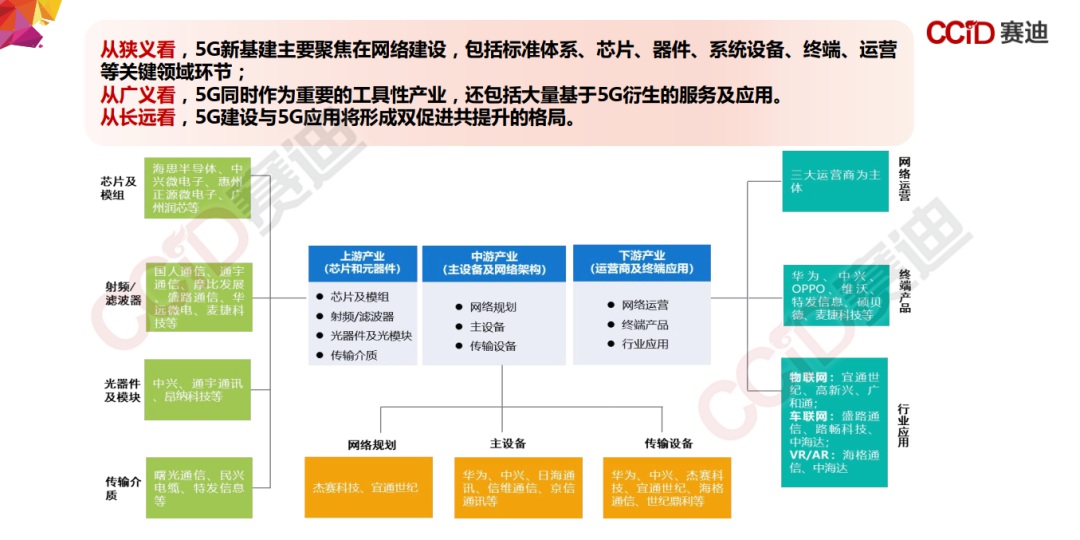 CCiD 赛迪
从狭义看，5G新基建主要聚焦在网络建设，包括标准体系、芯片、器件、系统设备、终端、运营
等关键领域环节；
从广义看，5G同时作为重要的工具性产业，还包括大量基于5G衍生的服务及应用。
从长远看，5G建设与5G应用将形成双促进共提升的格局。
芯片及
模组
海思半导体、中
兴微电子、惠州
正源微电子、广
州润芯等
射频/
滤波器
国人通信、通宇
通信、摩比发展
、盛路通信、华
远微电、麦捷科
技等
光器件
及模块
中兴、通宇通讯
、昂纳科技等
传输介
质
曙光通信、民兴
电缆、特发信息
等
上游产业
（芯片和元器件）
● 芯片及模组
● 射频/滤波器
● 光器件及光模块
● 传输介质
中游产业
（主设备及网络架构）
● 网络规划
● 主设备
● 传输设备
下游产业
（运营商及终端应用）
● 网络运营
● 终端产品
● 行业应用
网络规划
杰赛科技、宜通世纪
主设备
华为、中兴、日海通
讯、信维通信、京信
通讯等
传输设备
华为、中兴、杰赛科
技、宜通世纪、海格
通信、世纪鼎利等
三大运营商为主
体
网络运营
华为、中兴、
OPPO、维沃、
特发信息、硕贝
德、麦捷科技等
终端产品
物联网：宜通世
纪、高新兴、广
和通；
车联网：盛路通
信、路畅科技、
中海达；
VR/AR：海格通
信、中海达
行业应用
CCiD赛迪
CCiD赛迪